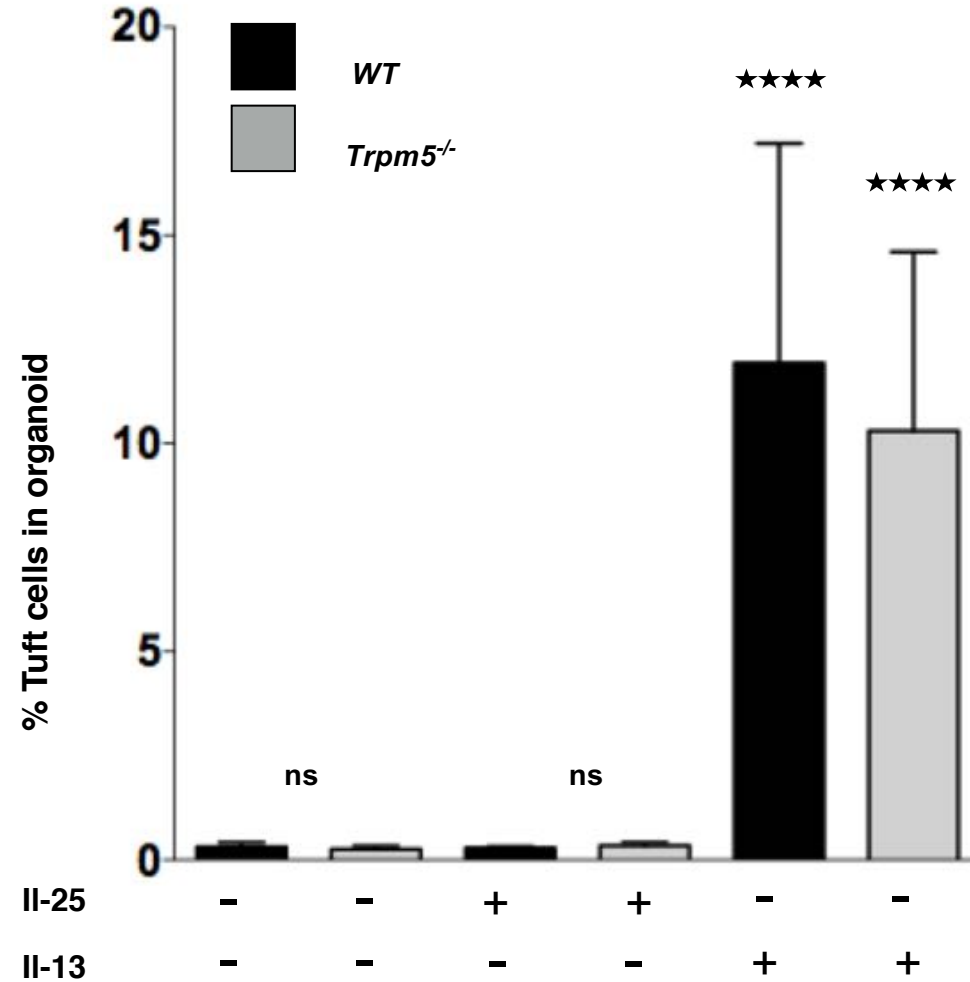 20
WT
★★★★
Trpm5-/-
★★★★
15
10
5
0
% Tuft cells in organoid
ns ns
Il-25 - - + + - -
Il-13 - - - - + +